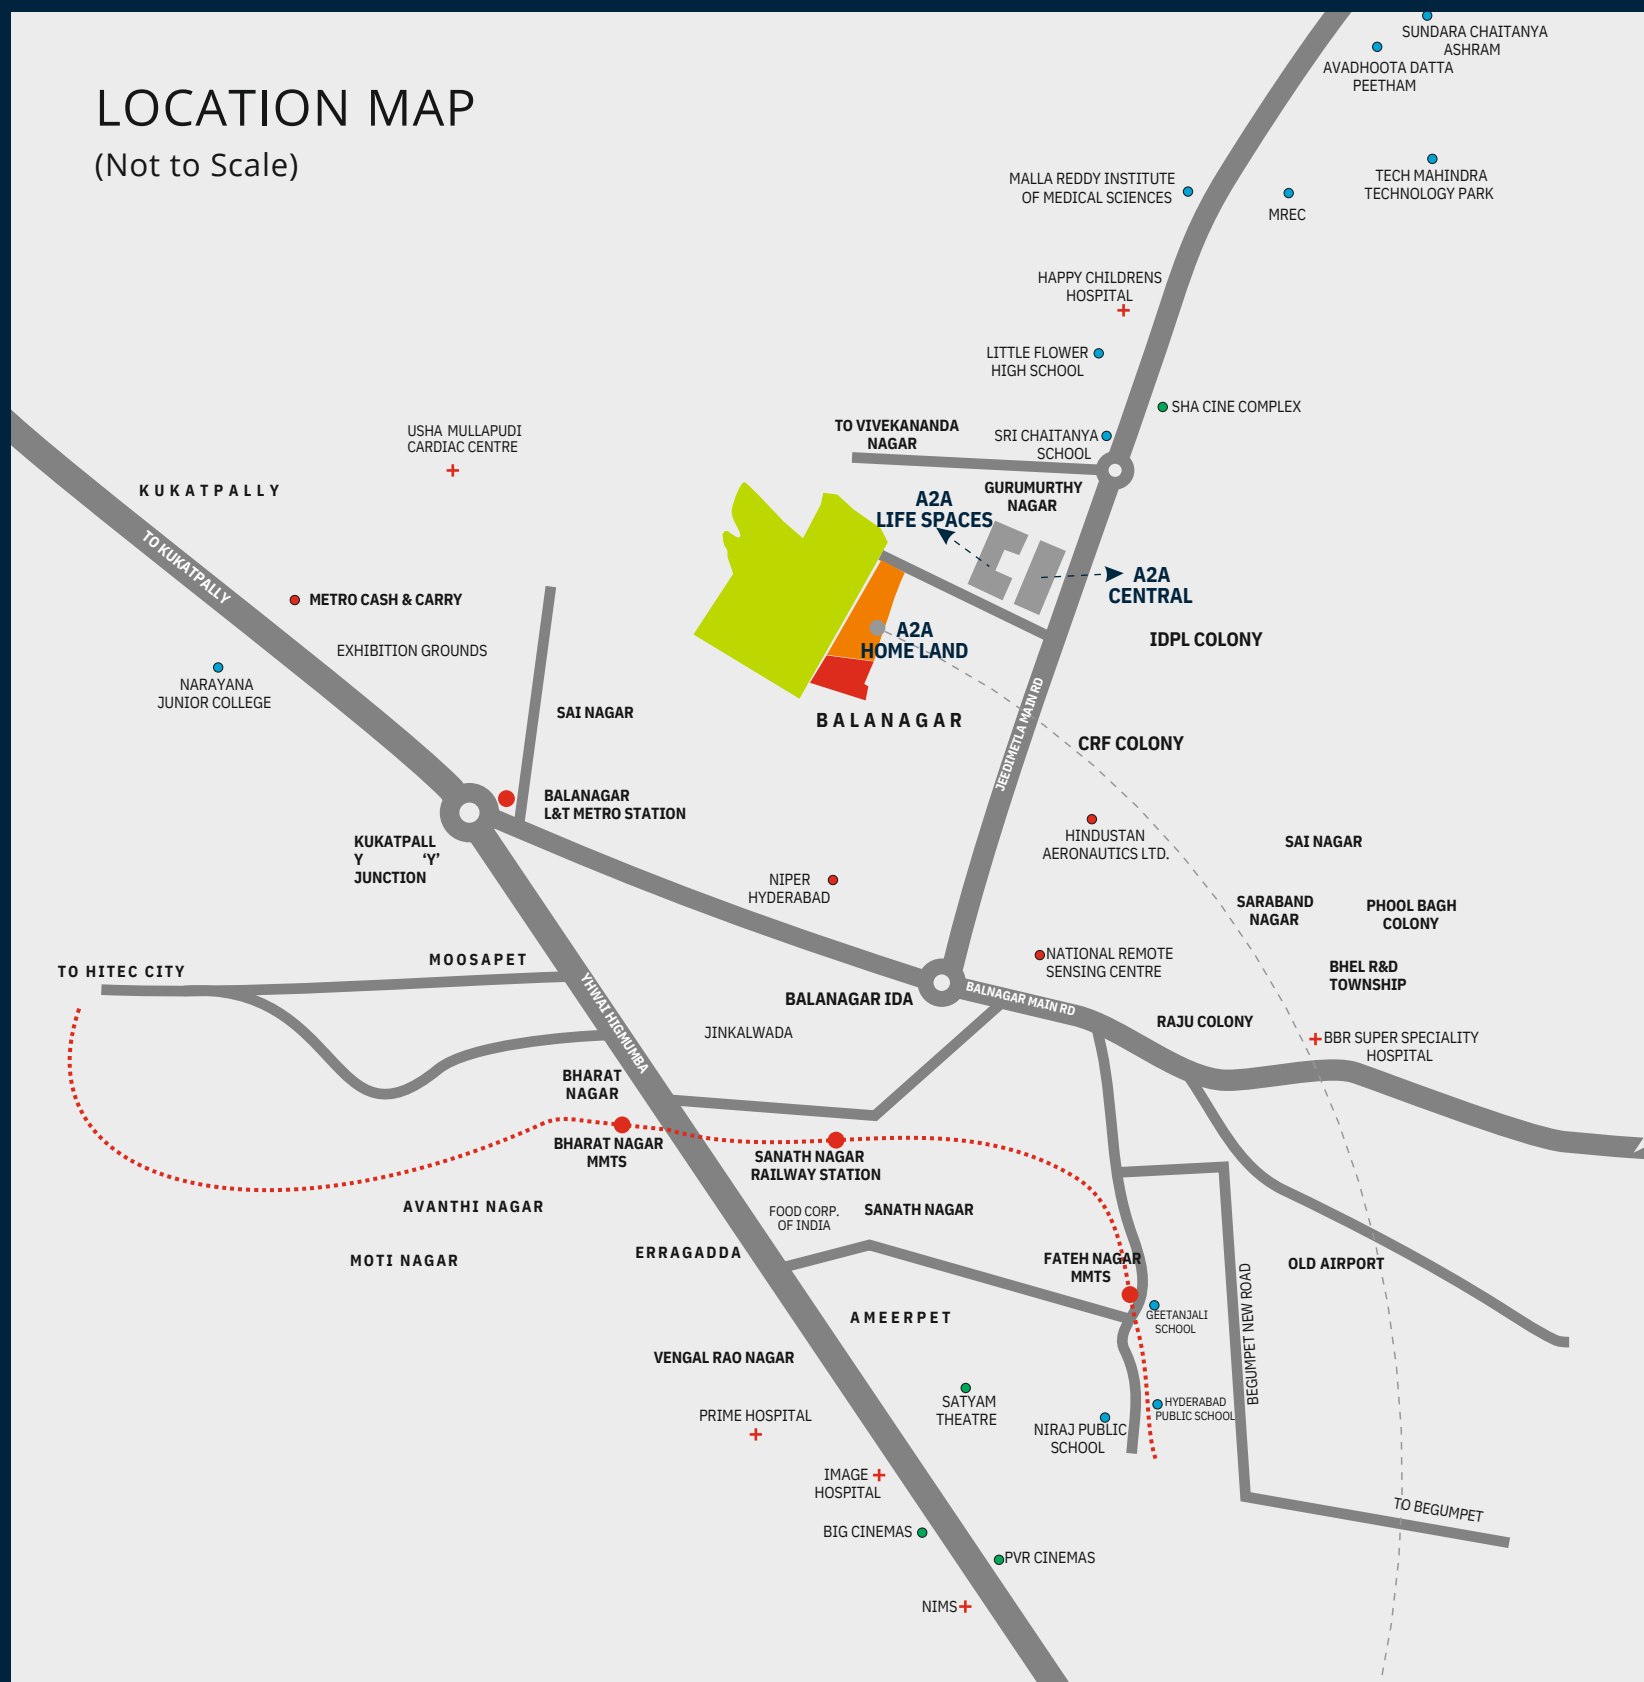 LOCATION MAP
(Not to Scale)
SUNDARA CHAITANYA
ASHRAM
AVADHOOTA DATTA
PEETHAM
TECH MAHINDRA
TECHNOLOGY PARK
MREC
MALLA REDDY INSTITUTE
OF MEDICAL SCIENCES
HAPPY CHILDRENS
HOSPITAL
LITTLE FLOWER
HIGH SCHOOL
SHA CINE COMPLEX
TO VIVEKANANDA
NAGAR
SRI CHAITANYA
SCHOOL
USHA MULLAPUDI
CARDIAC CENTRE
KUKATPALLY
GURUMURTHY
NAGAR
A2A
LIFE SPACES
A2A
CENTRAL
TO KUKATPALLY
METRO CASH & CARRY
EXHIBITION GROUNDS
A2A
HOME LAND
IDPL COLONY
NARAYANA
JUNIOR COLLEGE
SAI NAGAR
BALANAGAR
JEEDIMETLA MAIN RD
CRF COLONY
BALANAGAR
L&T METRO STATION
KUKATPALL
Y ‘Y’
JUNCTION
HINDUSTAN
AERONAUTICS LTD.
SAI NAGAR
NIPER
HYDERABAD
SARABAND
NAGAR
PHOOL BAGH
COLONY
MOOSAPET
TO HITEC CITY
NATIONAL REMOTE
SENSING CENTRE
BHEL R&D
TOWNSHIP
BALANAGAR IDA
BALNAGAR MAIN RD
YHWAI HIGMUMBA
JINKALWADA
RAJU COLONY
BBR SUPER SPECIALITY
HOSPITAL
BHARAT
NAGAR
BHARAT NAGAR
MMTS
SANATH NAGAR
RAILWAY STATION
AVANTHI NAGAR
FOOD CORP.
OF INDIA
SANATH NAGAR
MOTI NAGAR
ERRAGADDA
FATEH NAGAR
MMTS
OLD AIRPORT
GEETANJALI
SCHOOL
BEGUMPET NEW ROAD
AMEERPET
VENGAL RAO NAGAR
SATYAM
THEATRE
HYDERABAD
PUBLIC SCHOOL
PRIME HOSPITAL
NIRAJ PUBLIC
SCHOOL
IMAGE
HOSPITAL
TO BEGUMPET
BIG CINEMAS
PVR CINEMAS
NIMS